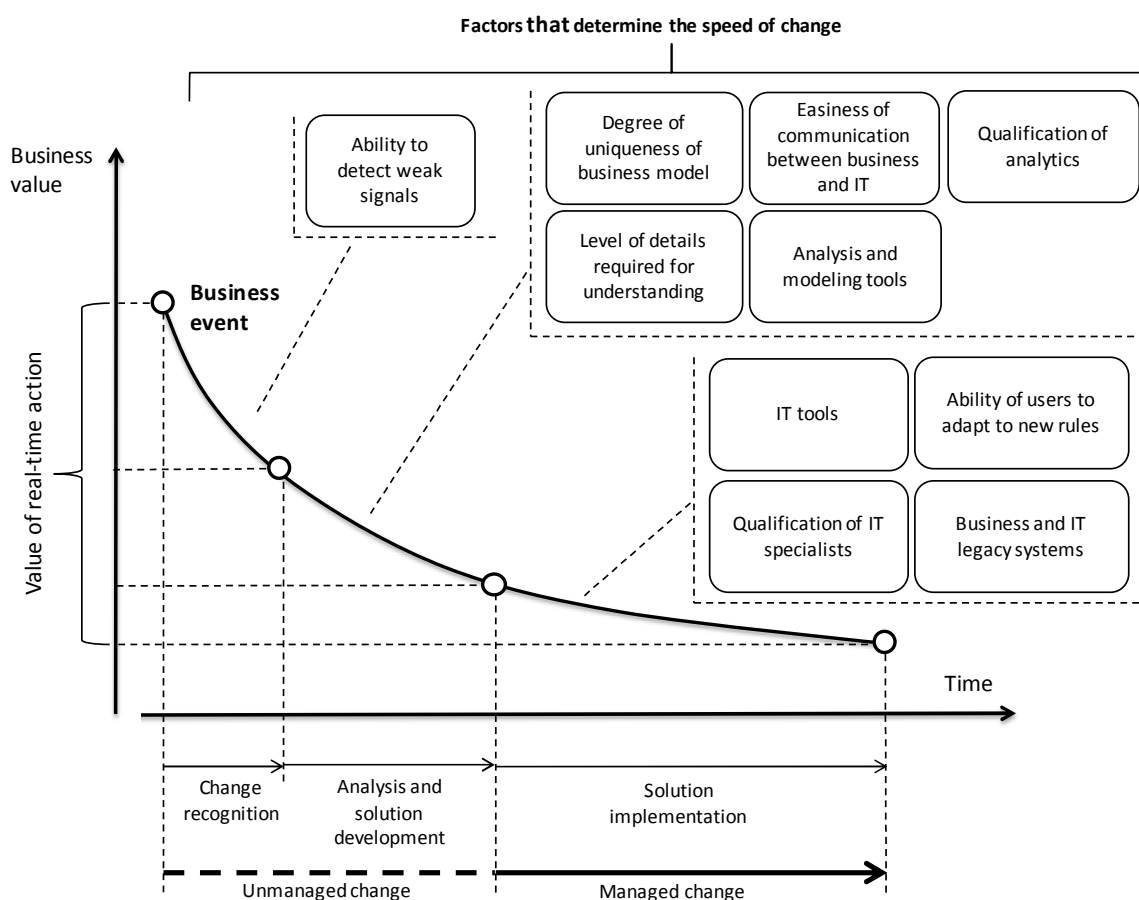 Factors that determine the speed of change
Business
value
Ability to
detect weak
signals
Degree of
uniqueness of
business model
Easiness of
communication
between business
and IT
Qualification of
analytics
Level of details
required for
understanding
Analysis and
modeling tools
Business
event
Value of real-time action
IT tools
Ability of users to
adapt to new rules
Qualification of IT
specialists
Business and IT
legacy systems
Time
Change
recognition
Analysis and
solution
development
Solution
implementation
Unmanaged change
Managed change